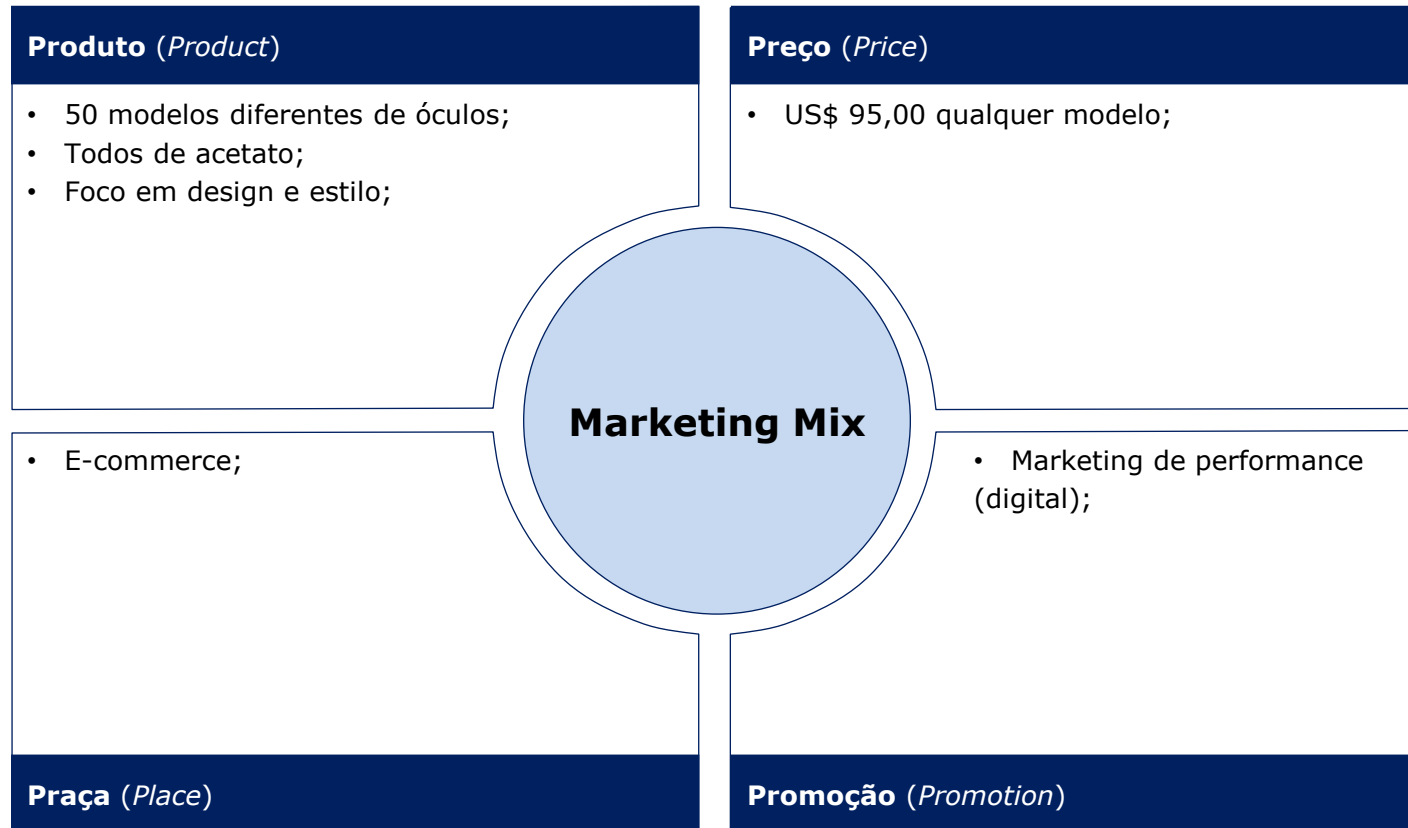 Produto (Product)
• 50 modelos diferentes de óculos;
• Todos de acetato;
• Foco em design e estilo;
Preço (Price)
• US$ 95,00 qualquer modelo;
Marketing Mix
• E-commerce;
Praça (Place)
• Marketing de performance
(digital);
Promoção (Promotion)